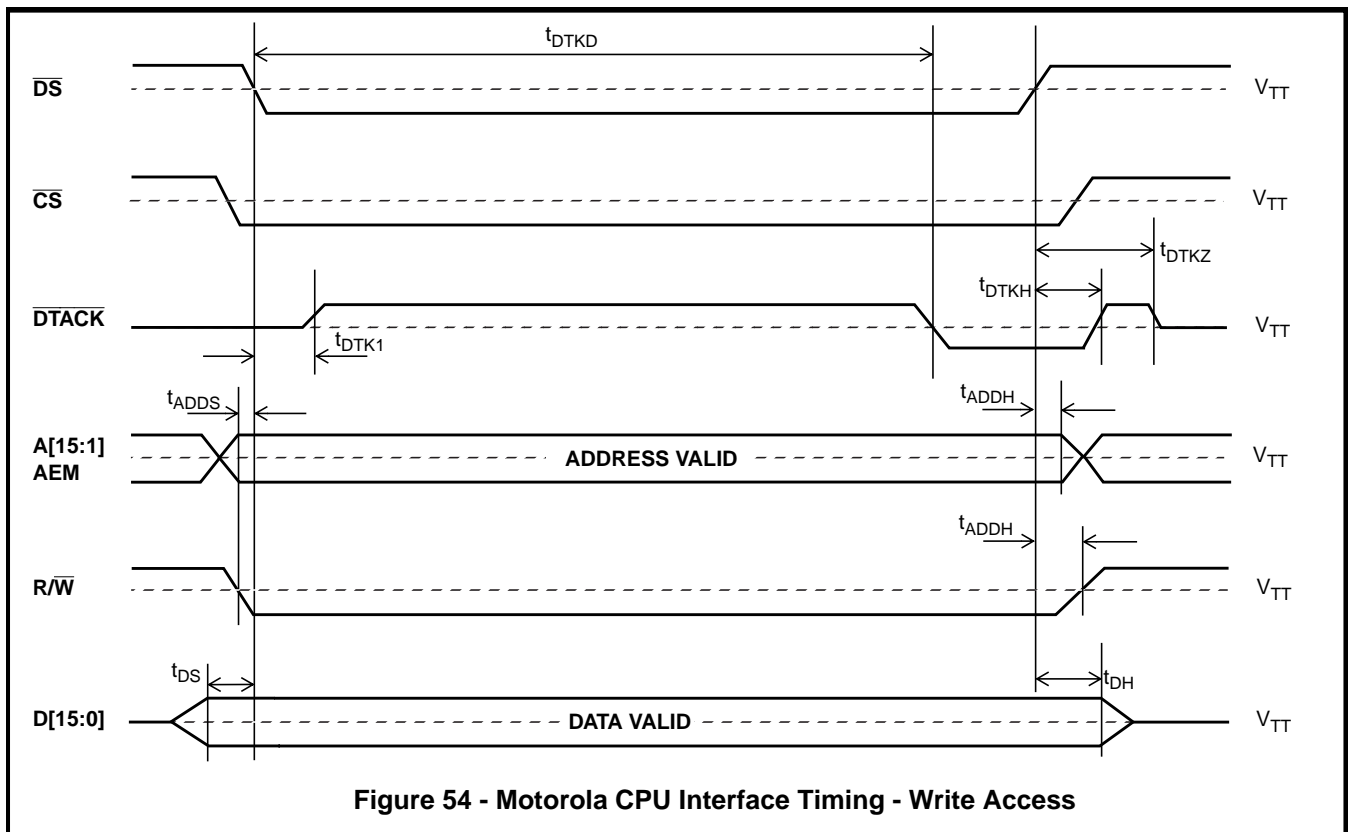 tDTKD
DS VTT
CS VTT
tDTKZ
tDTKH
DTACK VTT
tDTK1
tADDS tADDH
A[15:1]
AEM
ADDRESS VALID VTT
tADDH
R/W VTT
tDS tDH
D[15:0] DATA VALID VTT
Figure 54 - Motorola CPU Interface Timing - Write Access